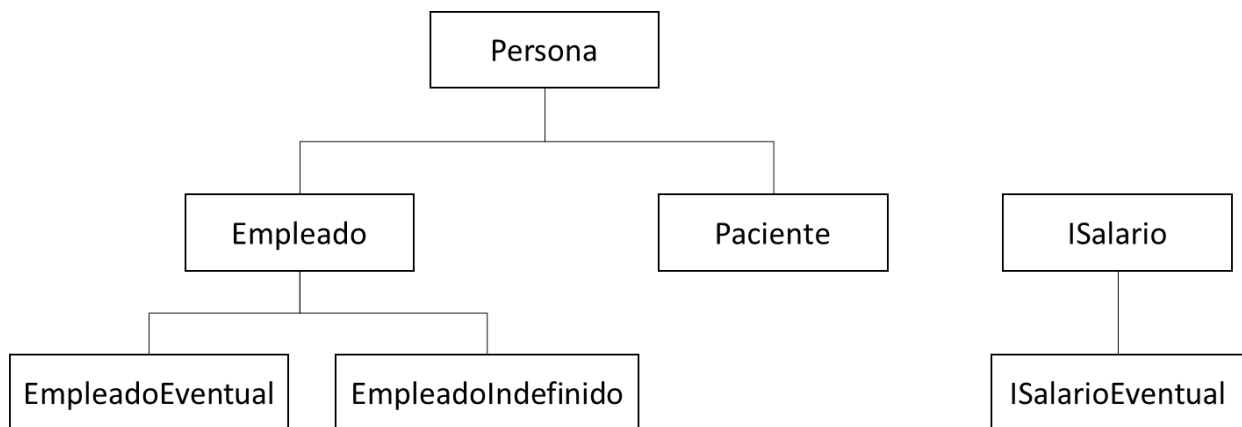 Persona
Empleado
Paciente
ISalario
EmpleadoEventual
EmpleadoIndefinido
ISalarioEventual